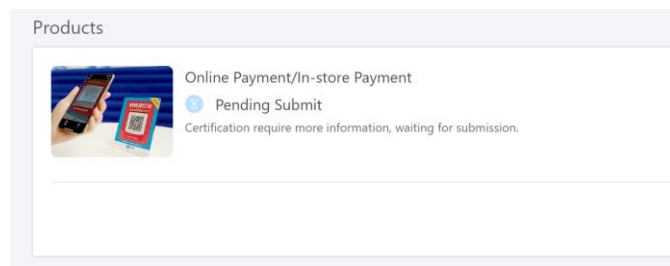 Products
Online Payment/In-store Payment
Pending Submit
Certification require more information, waiting for submission.